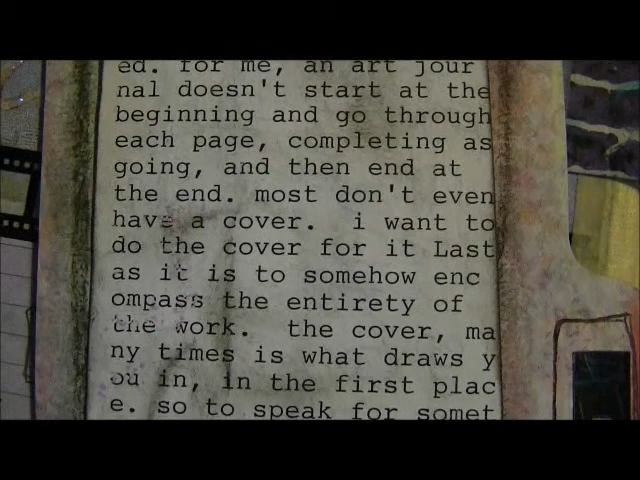 ed. for me, an art jour
nal doesn't start at the
beginning and go through
each page, completing as
going, and then end at
the end. most don't even
have a cover.  i want to
do the cover for it Last
as it is to somehow enc
ompass the entirety of
the work.  the cover, ma
ny times is what draws y
ou in, in the first plac
e. so to speak for somet